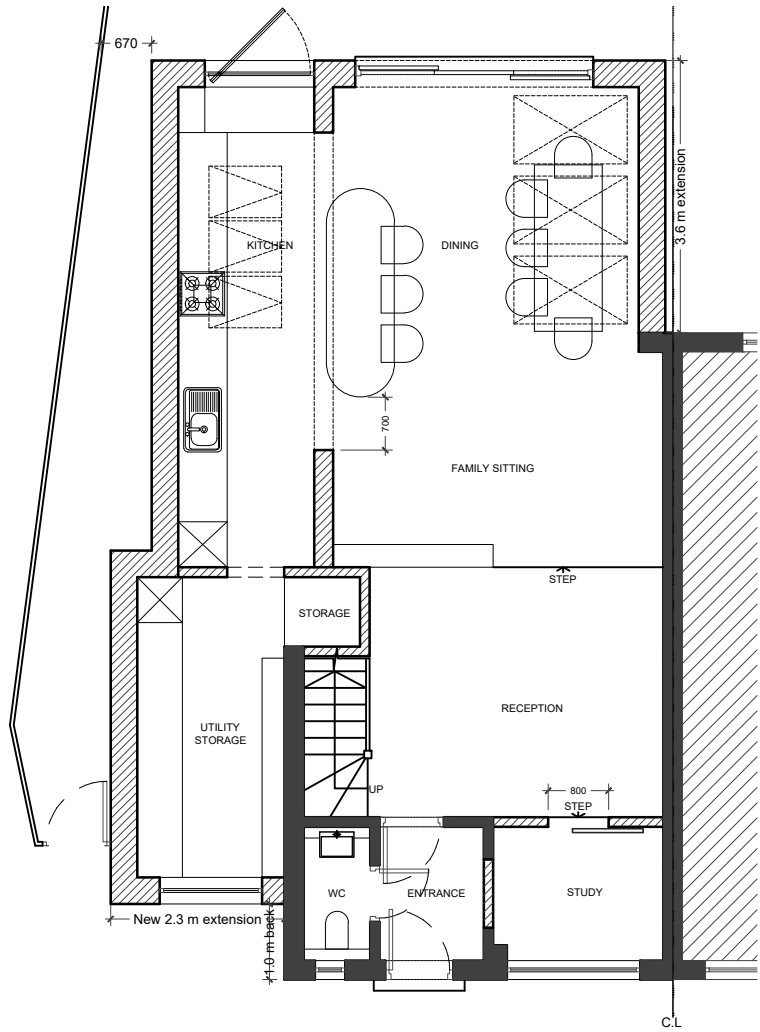 670
3.6 m extension
KITCHEN
DINING
700
FAMILY SITTING
STEP
STORAGE
RECEPTION
UTILITY
STORAGE
UP
800
STEP
WC
ENTRANCE
STUDY
New 2.3 m extension
1.0 m back
C.L